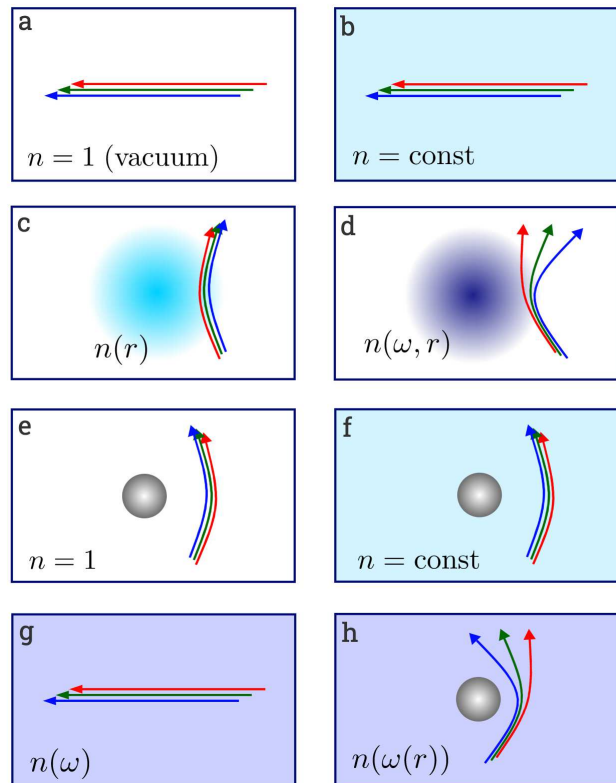 a
n = 1 (vacuum)
b
n = const
c
n(r)
d
n(ω, r)
e
n = 1
f
n = const
g
n(ω)
h
n(ω(r))